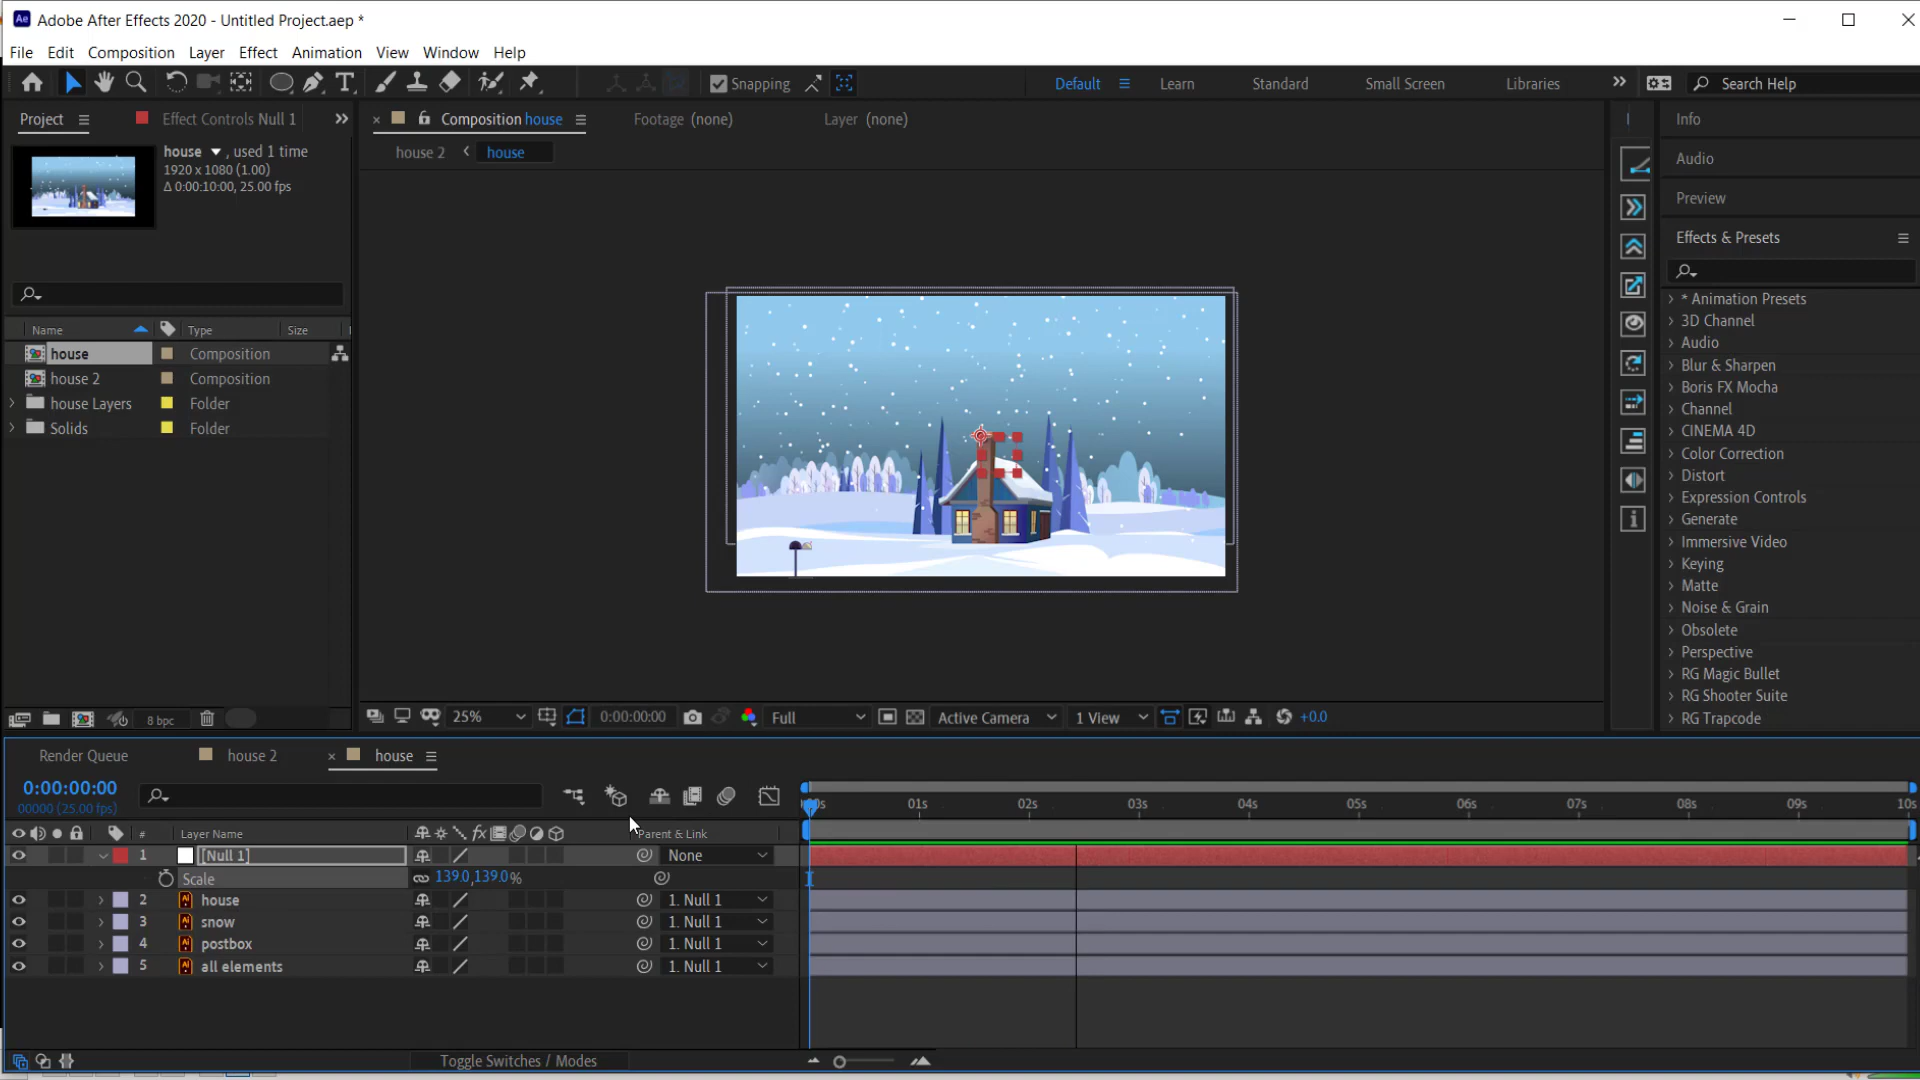 Adobe After Effects 2020 - Untitled Project.aep *
File Edit Composition Layer Effect Animation View Window Help
Snapping
Default Learn Standard Small Screen Libraries Search Help
Project Effect Controls Null 1
Composition house Footage (none) Layer (none)
house 2 house
house , used 1 time
1920 x 1080 (1.00)
Δ 0:00:10:00, 25.00 fps
Name Type Size
house Composition
house 2 Composition
house Layers Folder
Solids Folder
8 bpc
25% 0:00:00:00 Full Active Camera 1 View +0.0
Info
Audio
Preview
Effects & Presets
* Animation Presets
3D Channel
Audio
Blur & Sharpen
Boris FX Mocha
Channel
CINEMA 4D
Color Correction
Distort
Expression Controls
Generate
Immersive Video
Keying
Matte
Noise & Grain
Obsolete
Perspective
RG Magic Bullet
RG Shooter Suite
RG Trapcode
Render Queue house 2 house
0:00:00:00
00000 (25.00 fps)
01s 02s 03s 04s 05s 06s 07s 08s 09s 10s
# Layer Name fx Parent & Link
1 [Null 1] None
Scale 139.0,139.0%
2 Ai house 1. Null 1
3 Ai snow 1. Null 1
4 Ai postbox 1. Null 1
5 Ai all elements 1. Null 1
Toggle Switches / Modes